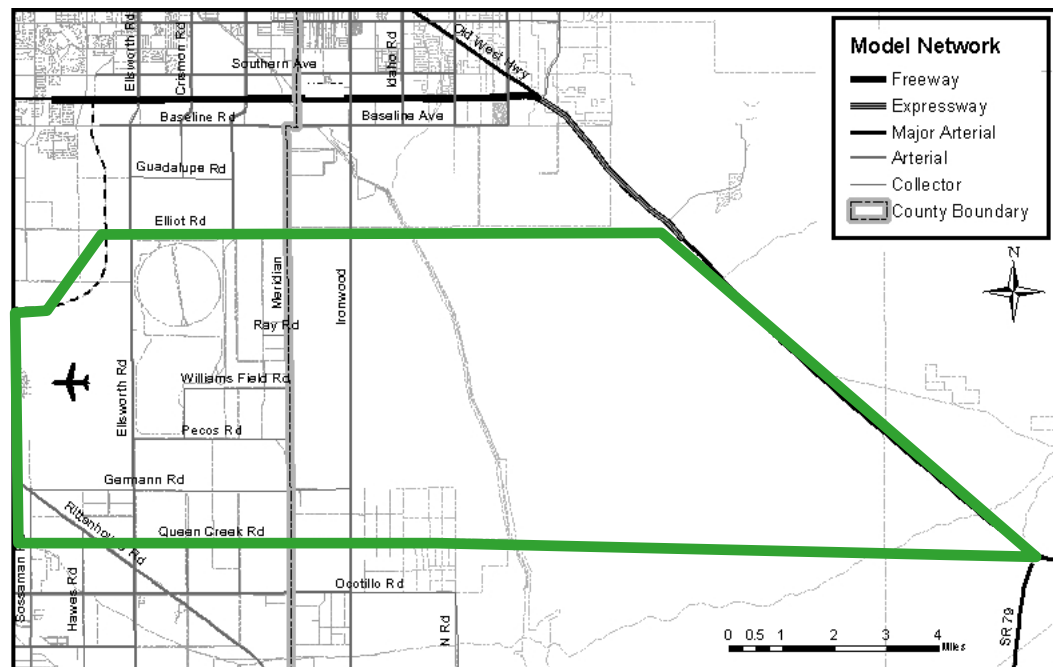 Ellsworth Rd
Crismon Rd
Southern Ave
Idaho Rd
Old West Hwy
Baseline Rd
Baseline Ave
Guadalupe Rd
Elliot Rd
Meridian
Ironwood
Ray Rd
Williams Field Rd
Ellsworth Rd
Pecos Rd
Germann Rd
Rittenhouse Rd
Queen Creek Rd
Sossaman
Hawes Rd
Ocotillo Rd
N Rd
SR 79
Model Network
Freeway
Expressway
Major Arterial
Arterial
Collector
County Boundary
N
0 0.5 1 2 3 4
Miles